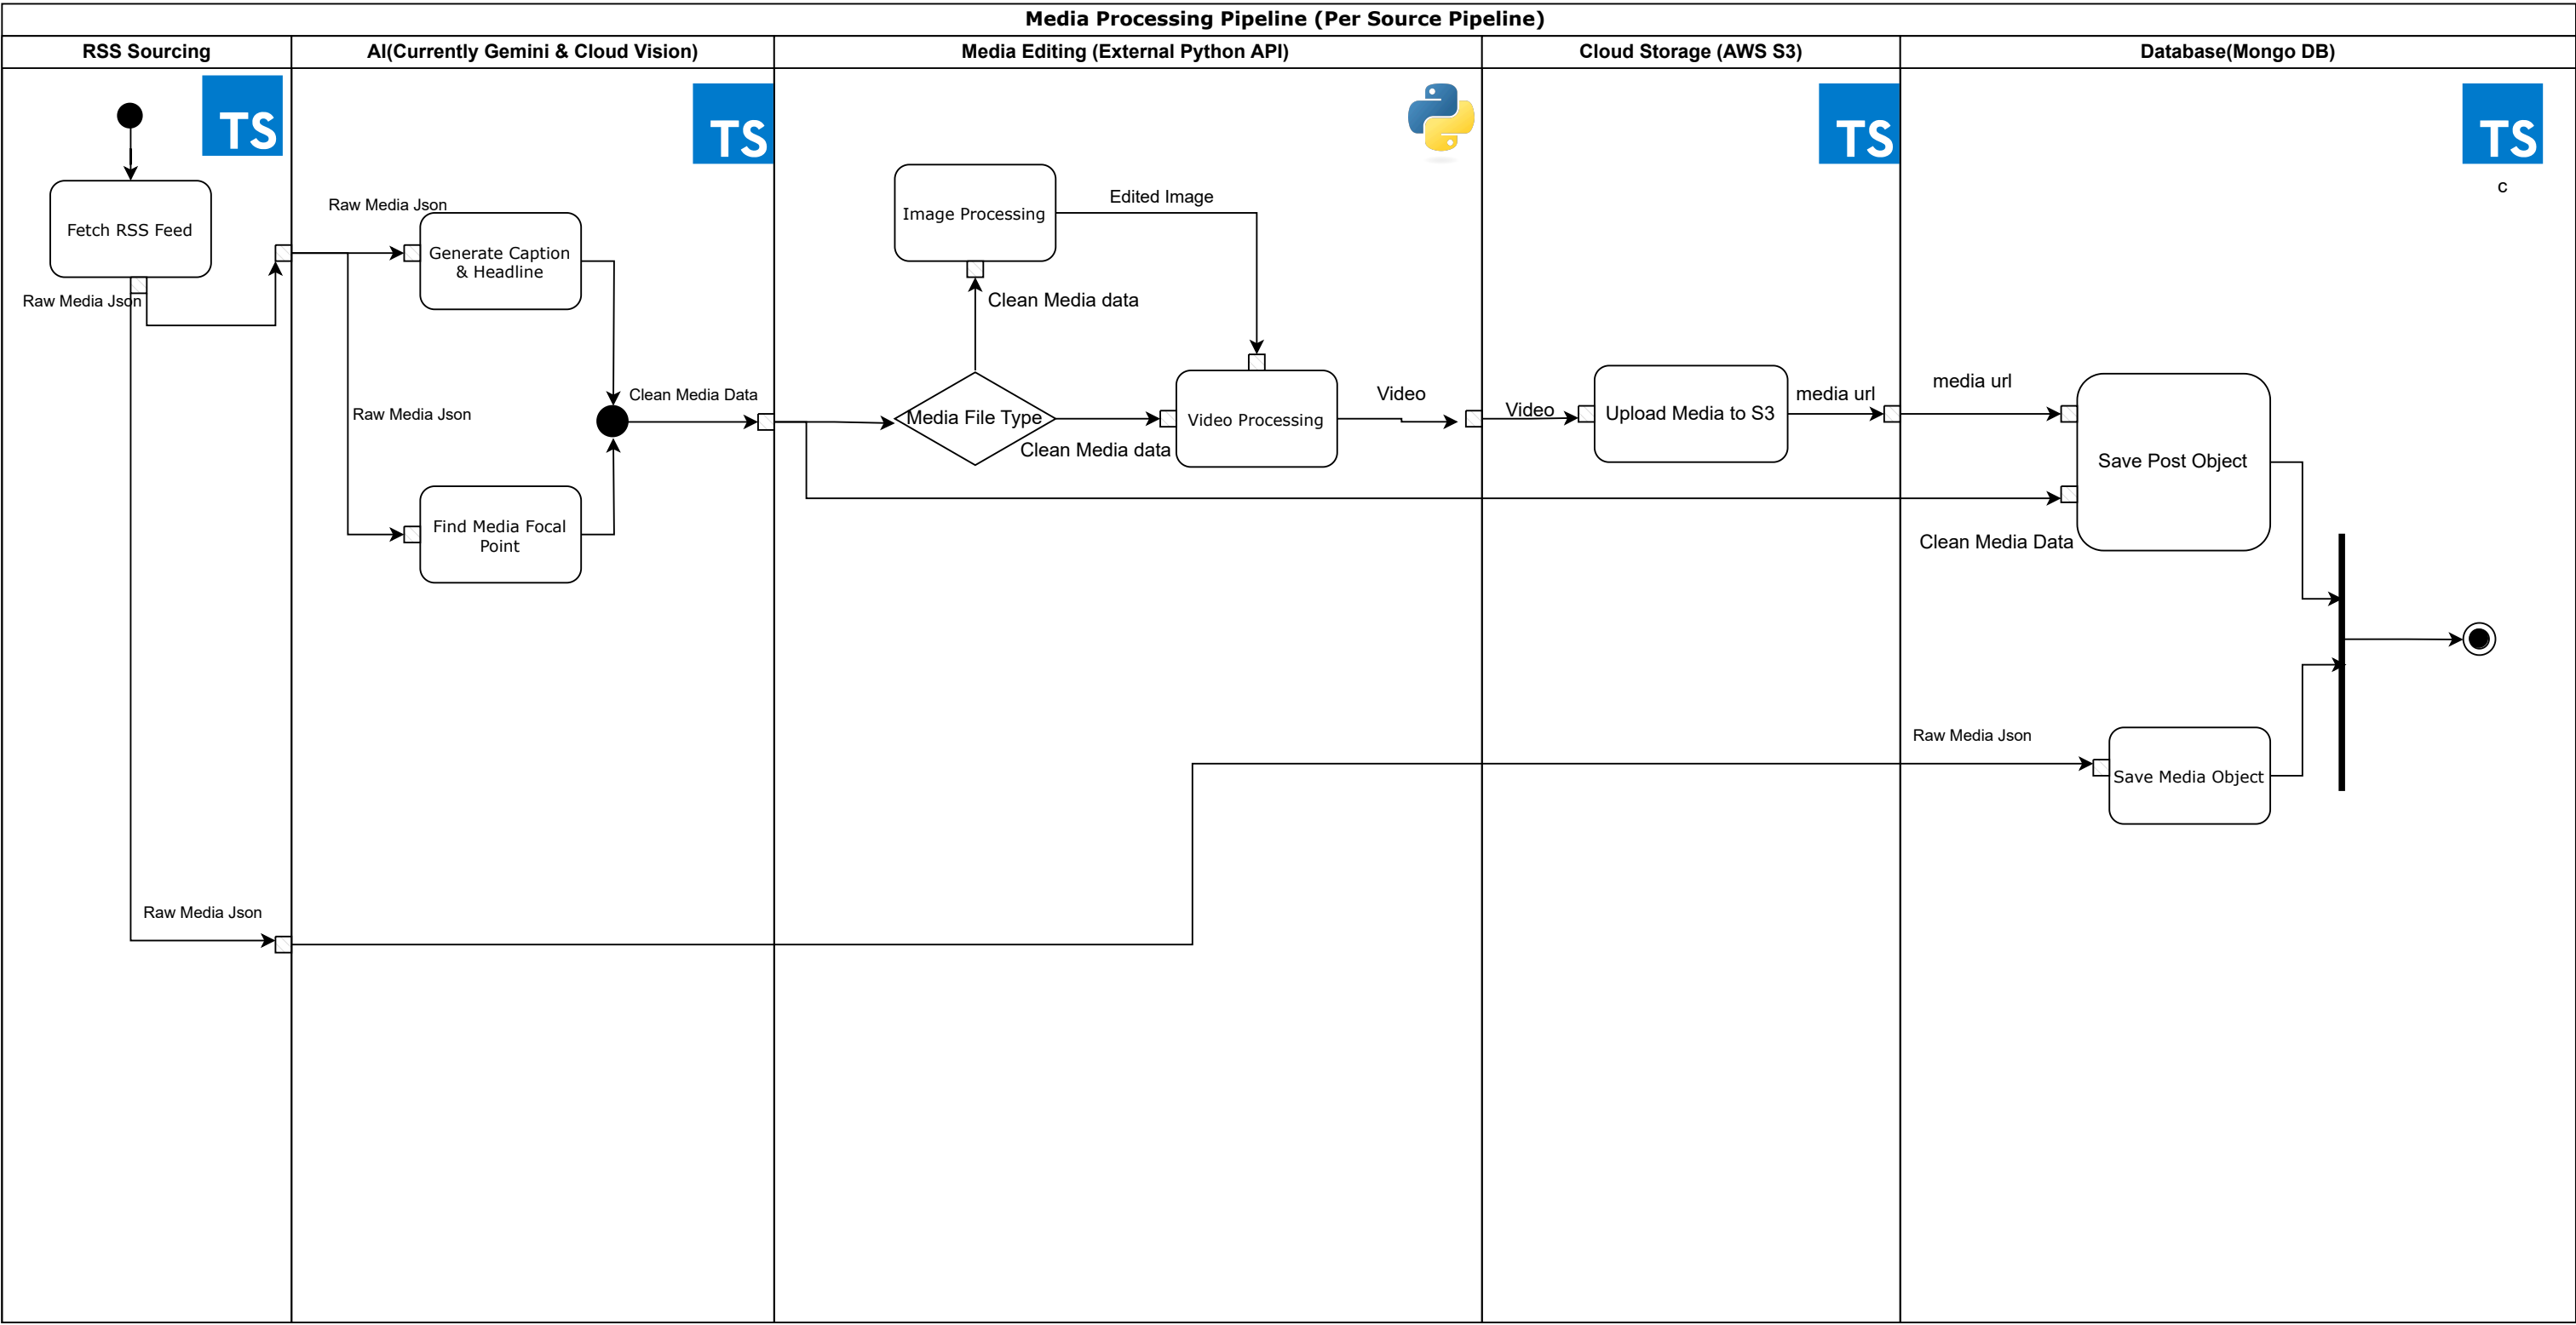 Media Processing Pipeline (Per Source Pipeline)
RSS Sourcing
AI(Currently Gemini & Cloud Vision)
Media Editing (External Python API)
Cloud Storage (AWS S3)
Database(Mongo DB)
TS
TS
TS
TS
c
Fetch RSS Feed
Raw Media Json
Raw Media Json
Raw Media Json
Generate Caption
& Headline
Raw Media Json
Find Media Focal
Point
Clean Media Data
Image Processing
Edited Image
Clean Media data
Media File Type
Clean Media data
Video Processing
Video
Video
Upload Media to S3
media url
media url
Save Post Object
Clean Media Data
Raw Media Json
Save Media Object